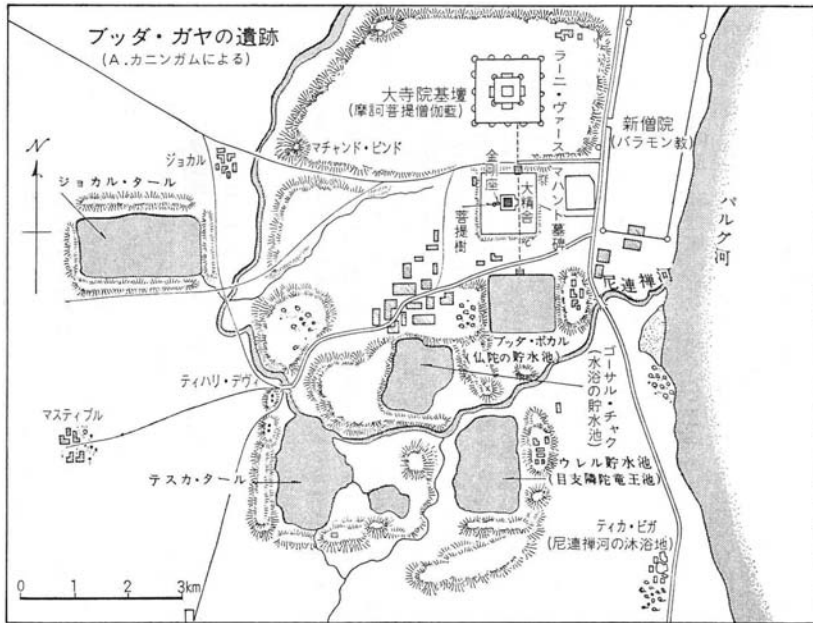 ブッダ・ガヤの遺跡
(A.カニンガムによる)
N
大寺院基壇
(摩訶菩提僧伽藍)
ラーニ・ヴァース
新僧院
(バラモン教)
マチャンド・ビンド
ジョカル
ジョカル・タール
金剛座
大精舎
マハント墓碑
菩提樹
パルグ河
尼連禅河
ブッダ・ポカル
(仏陀の貯水池)
ゴーサル・チャク
(水浴の貯水池)
ティハリ・デヴィ
マスティプル
テスカ・タール
ウレル貯水池
(目支隣陀竜王池)
ティカ・ビガ
(尼連禅河の沐浴地)
0 1 2 3km